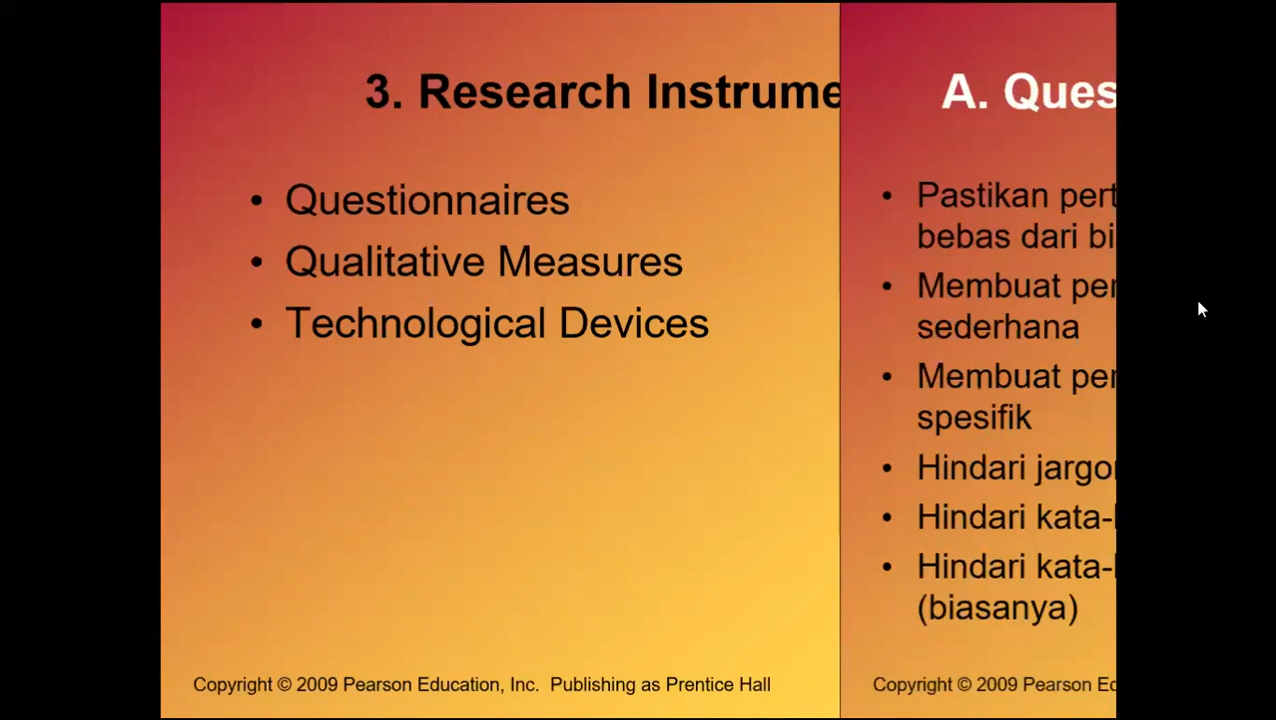 3. Research Instrume
Questionnaires
Qualitative Measures
Technological Devices
Copyright © 2009 Pearson Education, Inc. Publishing as Prentice Hall
A. Ques
Pastikan pert
bebas dari bi
Membuat per
sederhana
Membuat per
spesifik
Hindari jargo
Hindari kata-
Hindari kata-
(biasanya)
Copyright © 2009 Pearson Ed